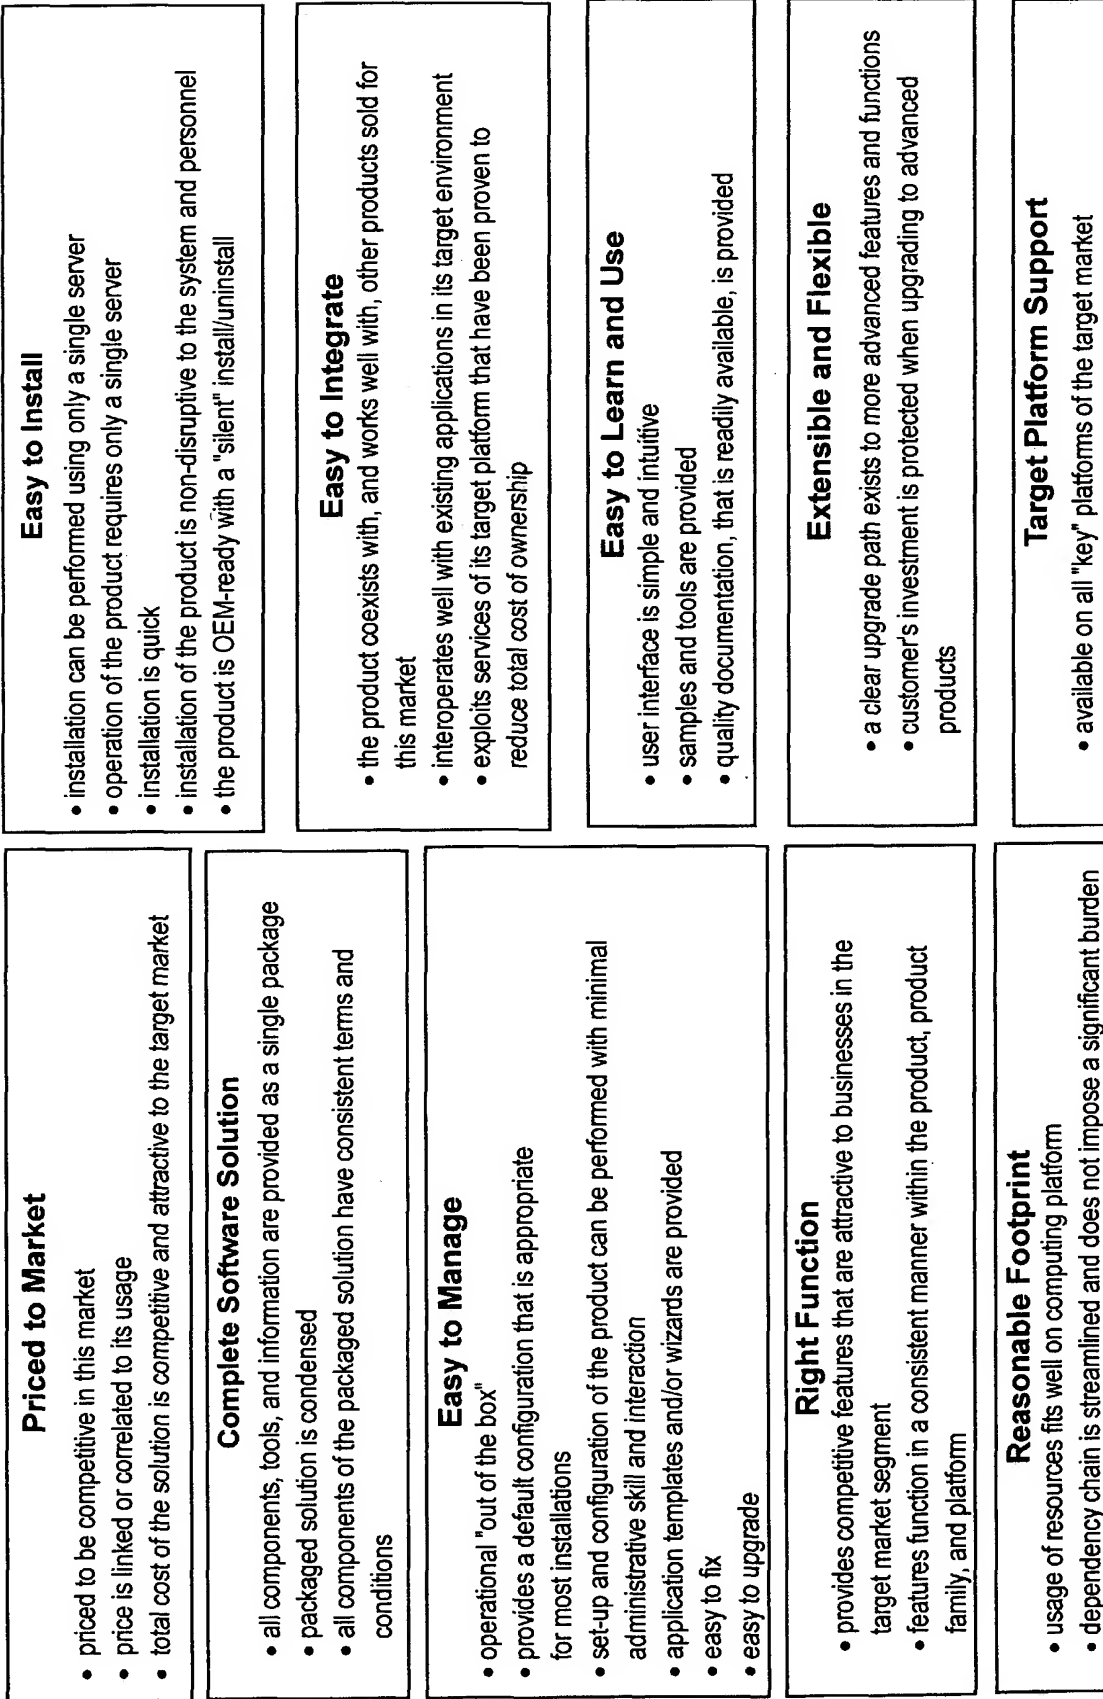 Priced to Market
• priced to be competitive in this market
• price is linked or correlated to its usage
• total cost of the solution is competitive and attractive to the target market
Complete Software Solution
• all components, tools, and information are provided as a single package
• packaged solution is condensed
• all components of the packaged solution have consistent terms and
conditions
Easy to Manage
• operational "out of the box"
• provides a default configuration that is appropriate
for most installations
• set-up and configuration of the product can be performed with minimal
administrative skill and interaction
• application templates and/or wizards are provided
• easy to fix
• easy to upgrade
Right Function
• provides competitive features that are attractive to businesses in the
target market segment
• features function in a consistent manner within the product, product
family, and platform
Reasonable Footprint
• usage of resources fits well on computing platform
• dependency chain is streamlined and does not impose a significant burden
Easy to Install
• installation can be performed using only a single server
• operation of the product requires only a single server
• installation is quick
• installation of the product is non-disruptive to the system and personnel
• the product is OEM-ready with a "silent" install/uninstall
Easy to Integrate
• the product coexists with, and works well with, other products sold for
this market
• interoperates well with existing applications in its target environment
• exploits services of its target platform that have been proven to
reduce total cost of ownership
Easy to Learn and Use
• user interface is simple and intuitive
• samples and tools are provided
• quality documentation, that is readily available, is provided
Extensible and Flexible
• a clear upgrade path exists to more advanced features and functions
• customer's investment is protected when upgrading to advanced
products
Target Platform Support
• available on all "key" platforms of the target market